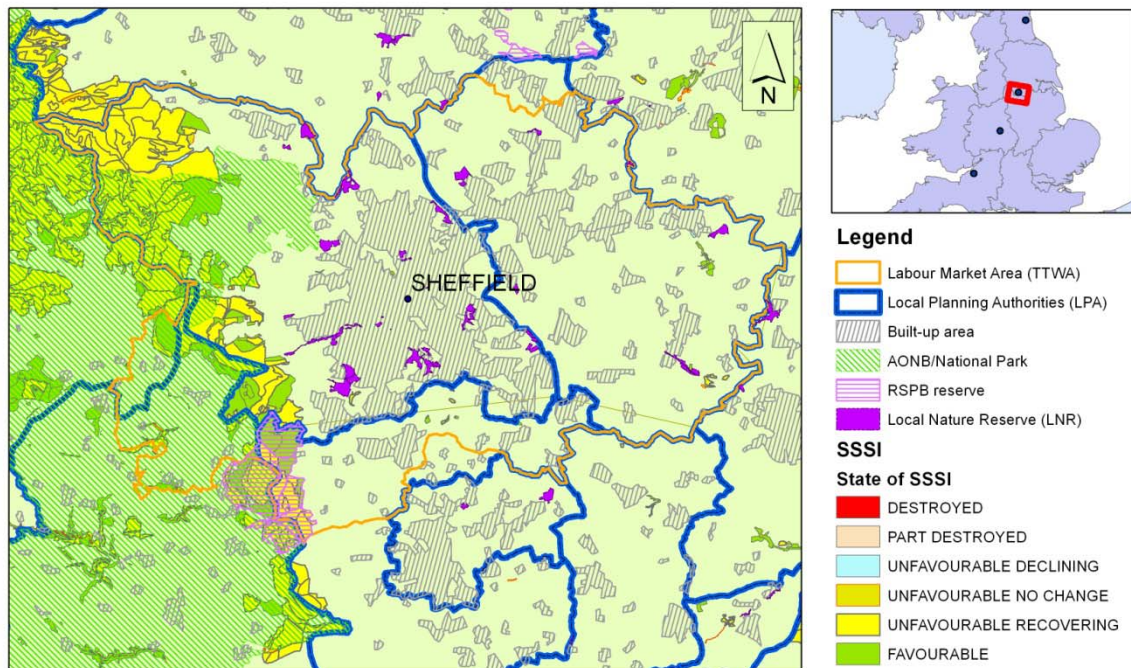 N
SHEFFIELD
Legend
Labour Market Area (TTWA)
Local Planning Authorities (LPA)
Built-up area
AONB/National Park
RSPB reserve
Local Nature Reserve (LNR)
SSSI
State of SSSI
DESTROYED
PART DESTROYED
UNFAVOURABLE DECLINING
UNFAVOURABLE NO CHANGE
UNFAVOURABLE RECOVERING
FAVOURABLE